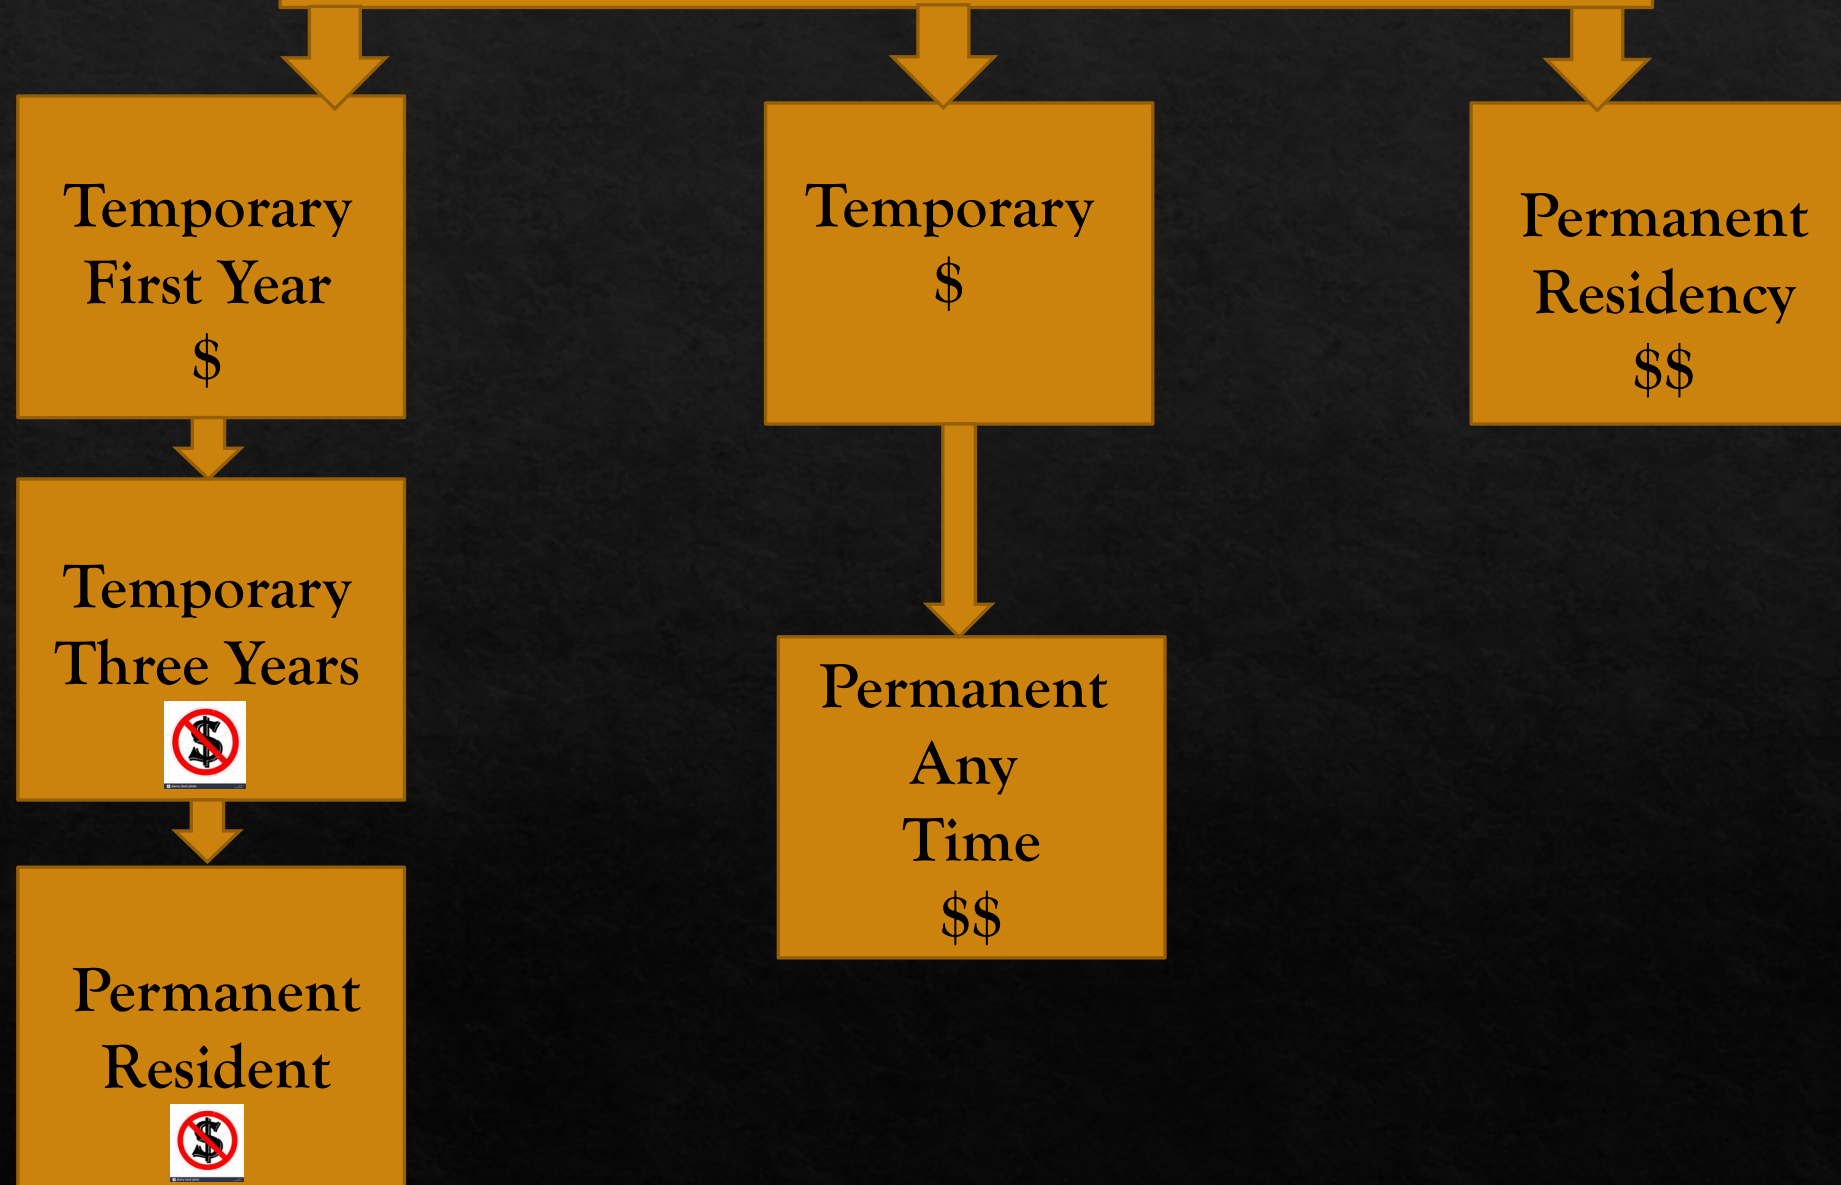 Temporary
First Year
$
Temporary
Three Years
$
Permanent
Resident
$
Temporary
$
Permanent
Any
Time
$$
Permanent
Residency
$$